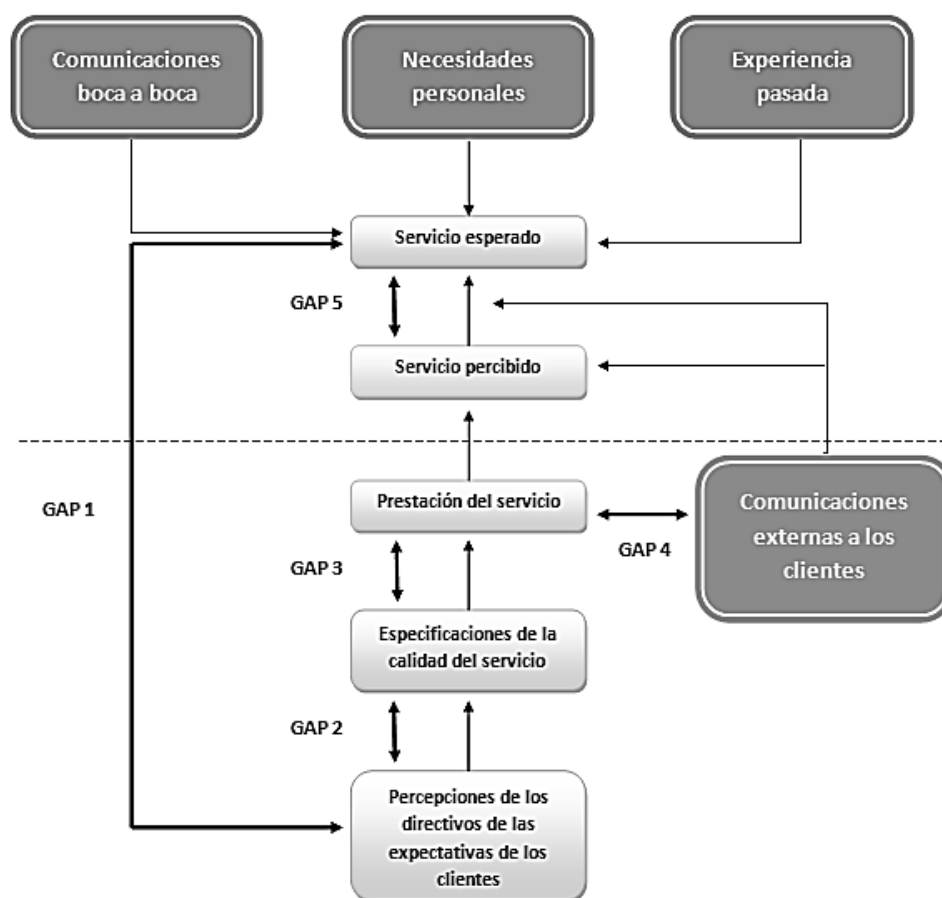 Comunicaciones
boca a boca
Necesidades
personales
Experiencia
pasada
Servicio esperado
GAP 5
Servicio percibido
GAP 1
Prestación del servicio
Comunicaciones
externas a los
clientes
GAP 4
GAP 3
Especificaciones de la
calidad del servicio
GAP 2
Percepciones de los
directivos de las
expectativas de los
clientes